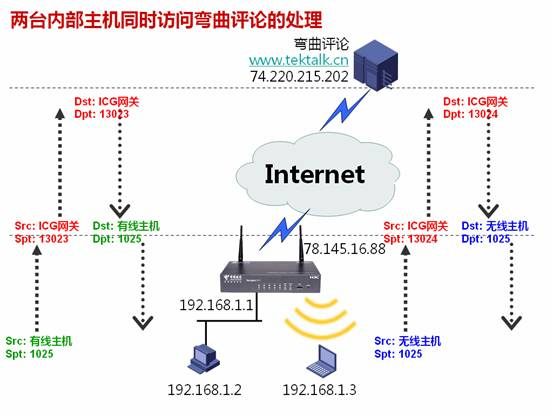 两台内部主机同时访问弯曲评论的处理
弯曲评论
www.tektalk.cn
74.220.215.202
Dst: ICG网关
Dpt: 13023
Dst: ICG网关
Dpt: 13024
Internet
Src: ICG网关
Spt: 13023
Dst: 有线主机
Dpt: 1025
Src: ICG网关
Spt: 13024
Dst: 无线主机
Dpt: 1025
78.145.16.88
H3C
192.168.1.1
Src: 有线主机
Spt: 1025
Src: 无线主机
Spt: 1025
192.168.1.2
192.168.1.3